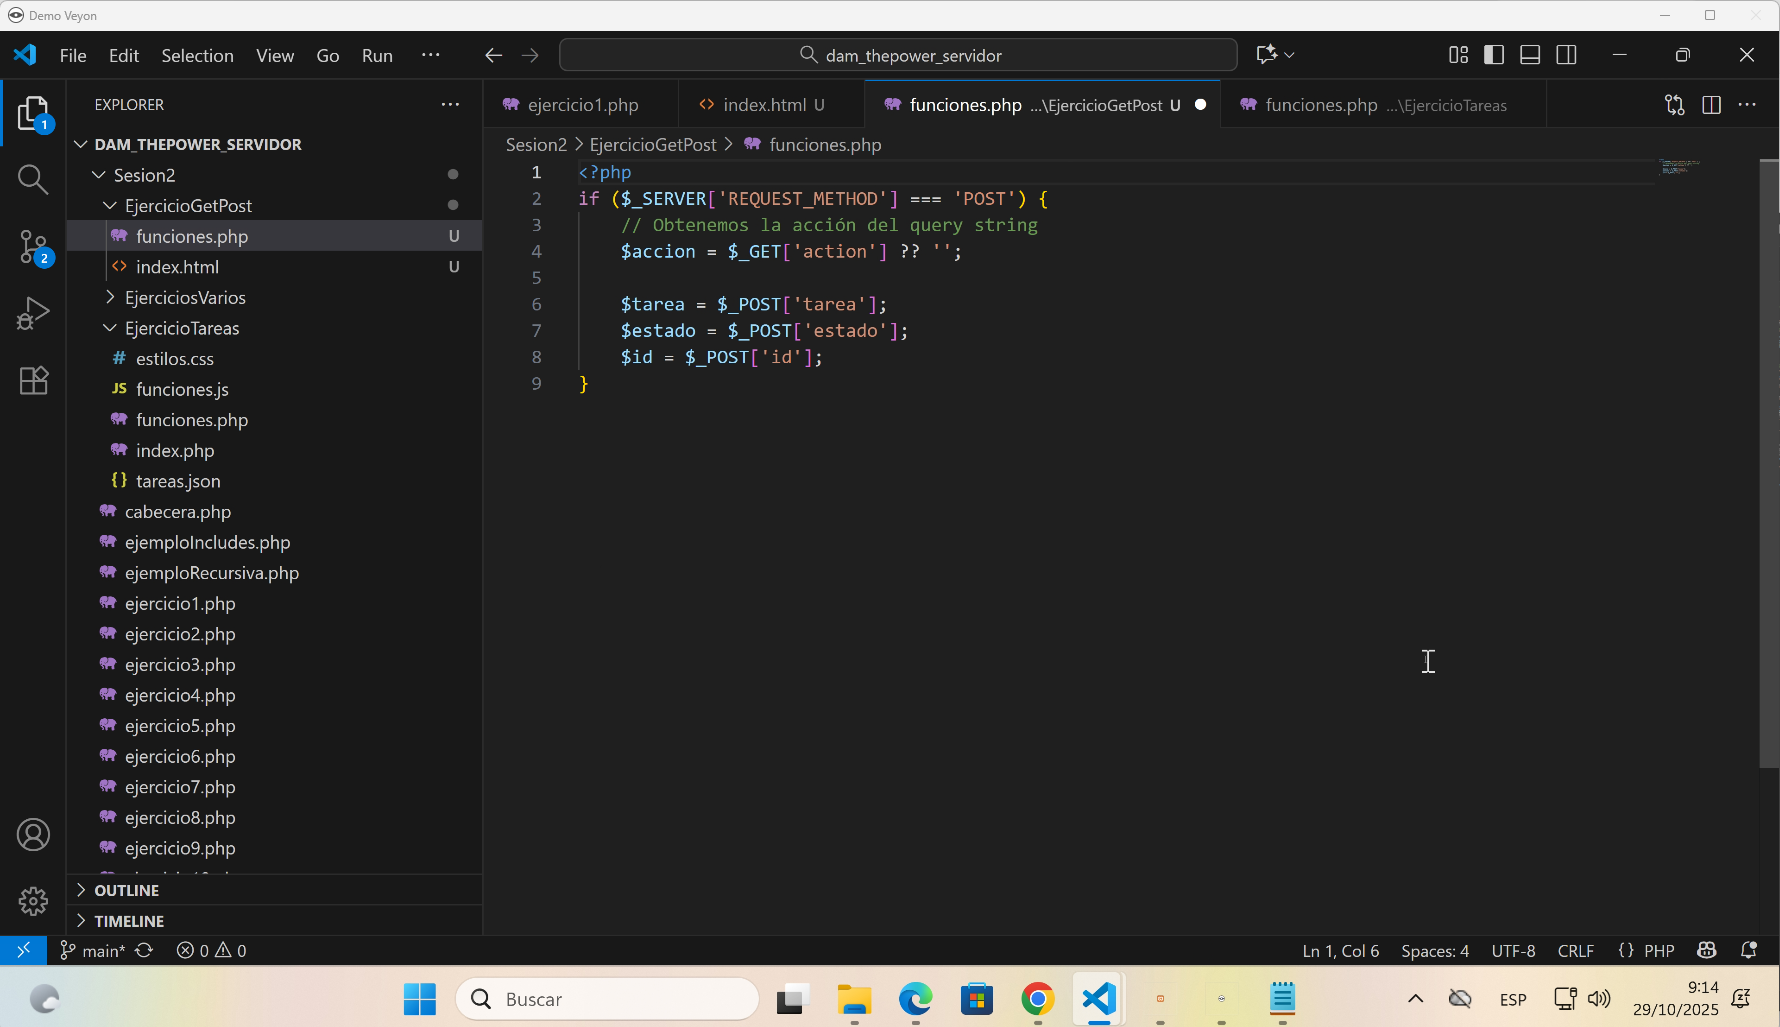 Demo Veyon
File Edit Selection View Go Run ... dam_thepower_servidor
EXPLORER ...
DAM_THEPOWER_SERVIDOR
Sesion2
EjercicioGetPost
funciones.php U
index.html U
EjerciciosVarios
EjercicioTareas
# estilos.css
JS funciones.js
funciones.php
index.php
{} tareas.json
cabecera.php
ejemploIncludes.php
ejemploRecursiva.php
ejercicio1.php
ejercicio2.php
ejercicio3.php
ejercicio4.php
ejercicio5.php
ejercicio6.php
ejercicio7.php
ejercicio8.php
ejercicio9.php
OUTLINE
TIMELINE
1
2
ejercicio1.php <> index.html U funciones.php ...\EjercicioGetPost U funciones.php ...\EjercicioTareas ...
Sesion2 > EjercicioGetPost > funciones.php
1 <?php
2 if ($_SERVER['REQUEST_METHOD'] === 'POST') {
3 // Obtenemos la acción del query string
4 $accion = $_GET['action'] ?? '';
5
6 $tarea = $_POST['tarea'];
7 $estado = $_POST['estado'];
8 $id = $_POST['id'];
9 }
main* 0 0 Ln 1, Col 6 Spaces: 4 UTF-8 CRLF {} PHP
Buscar ESP 9:14
29/10/2025